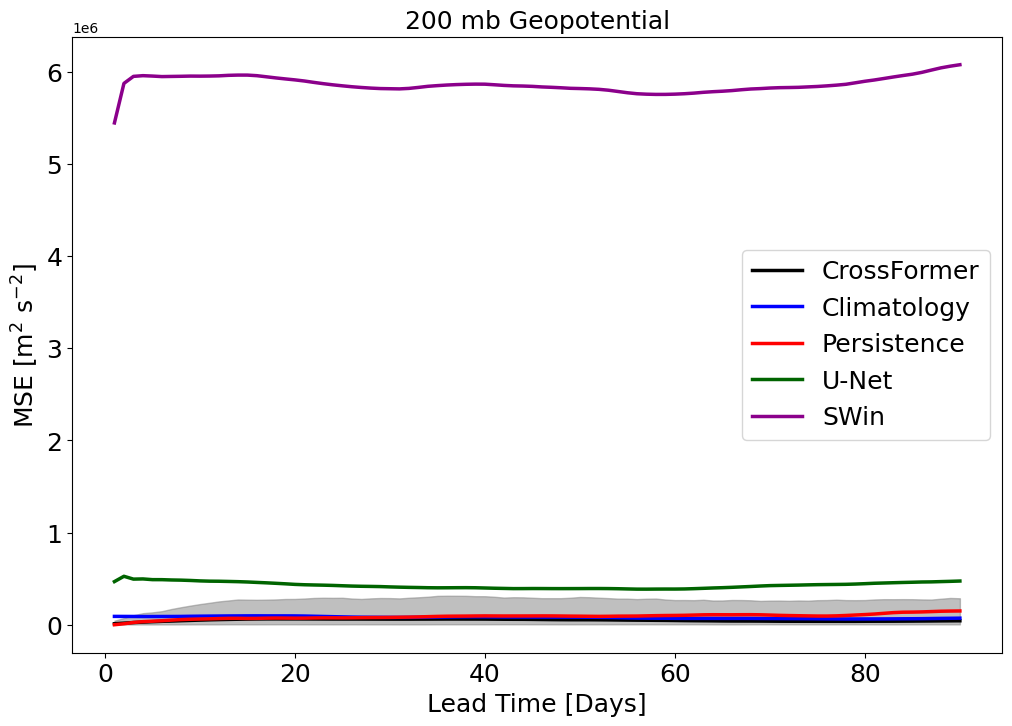 200 mb Geopotential
1e6
6
5
4
3
2
1
0
MSE [m² s⁻²]
CrossFormer
Climatology
Persistence
U-Net
SWin
0 20 40 60 80
Lead Time [Days]